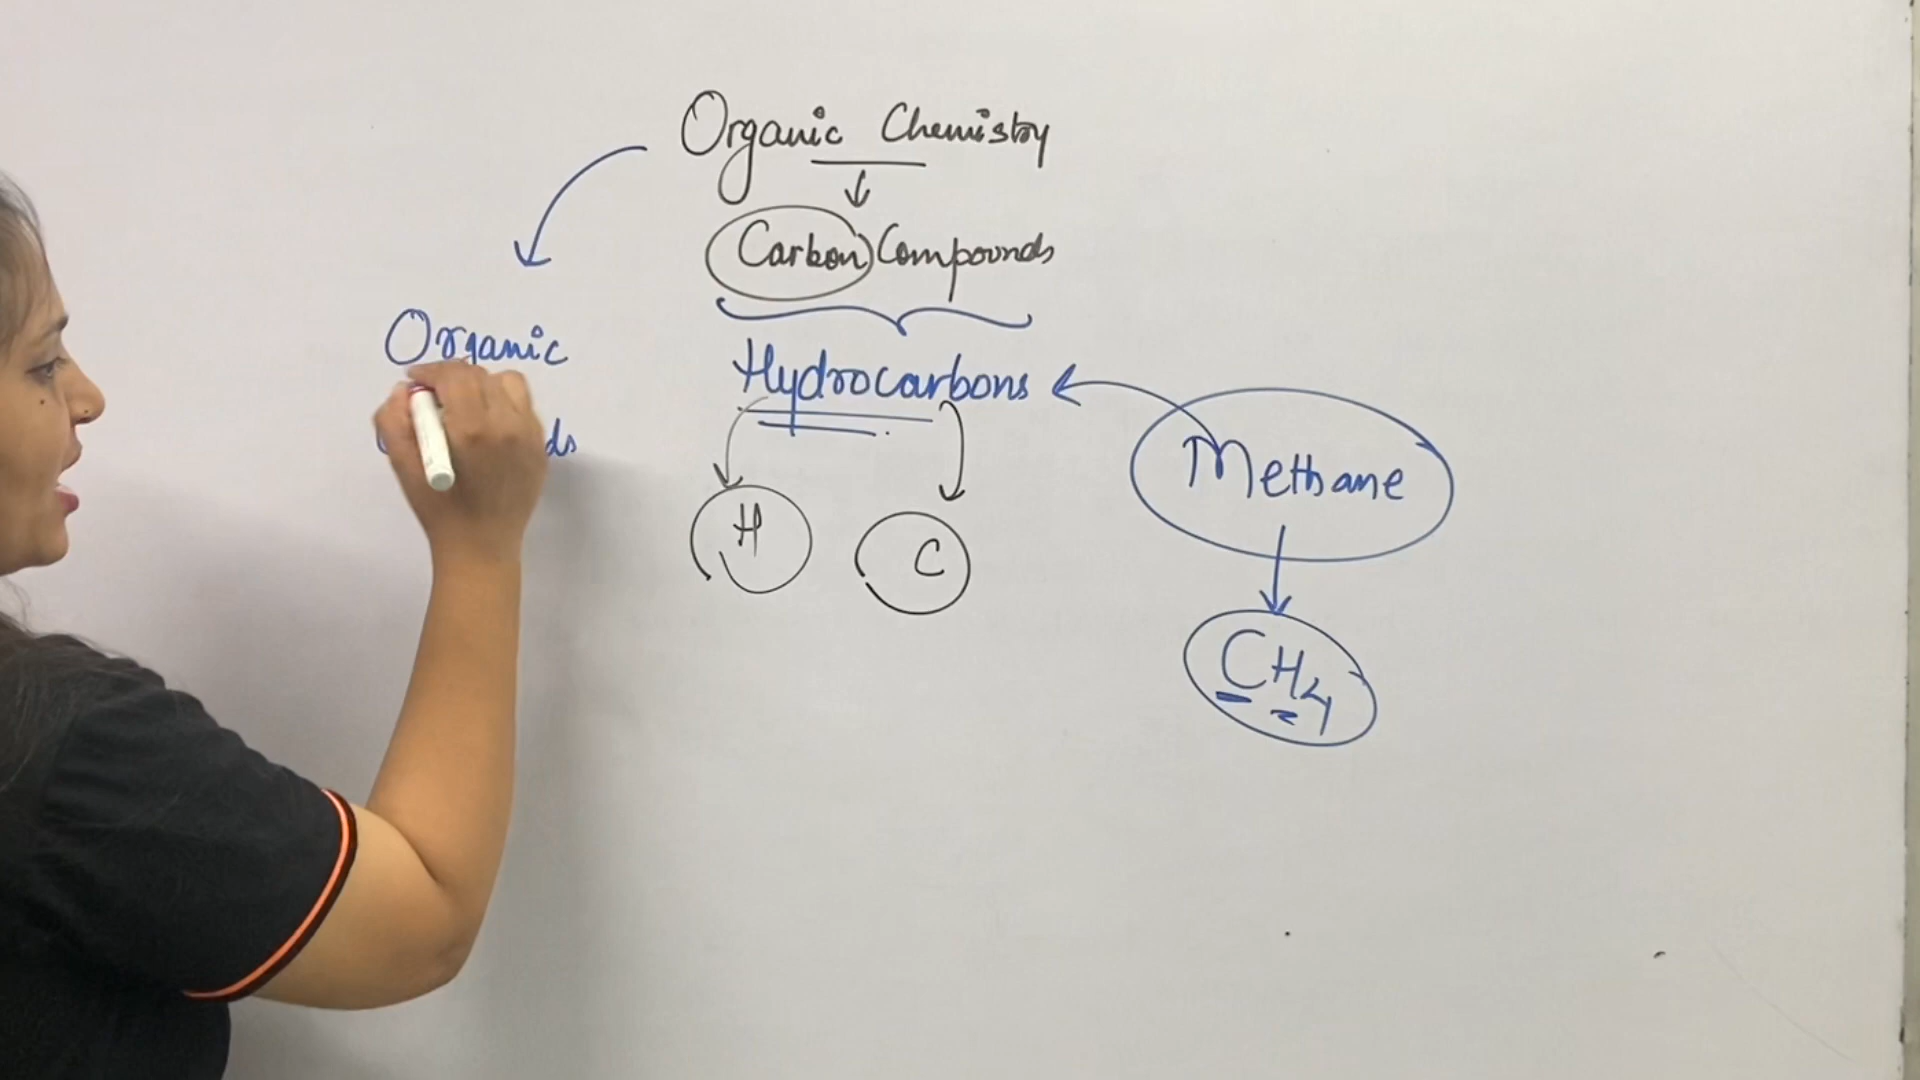 Organic Chemistry
Carbon Compounds
Hydrocarbons
H C
Organic
Methane
CH4